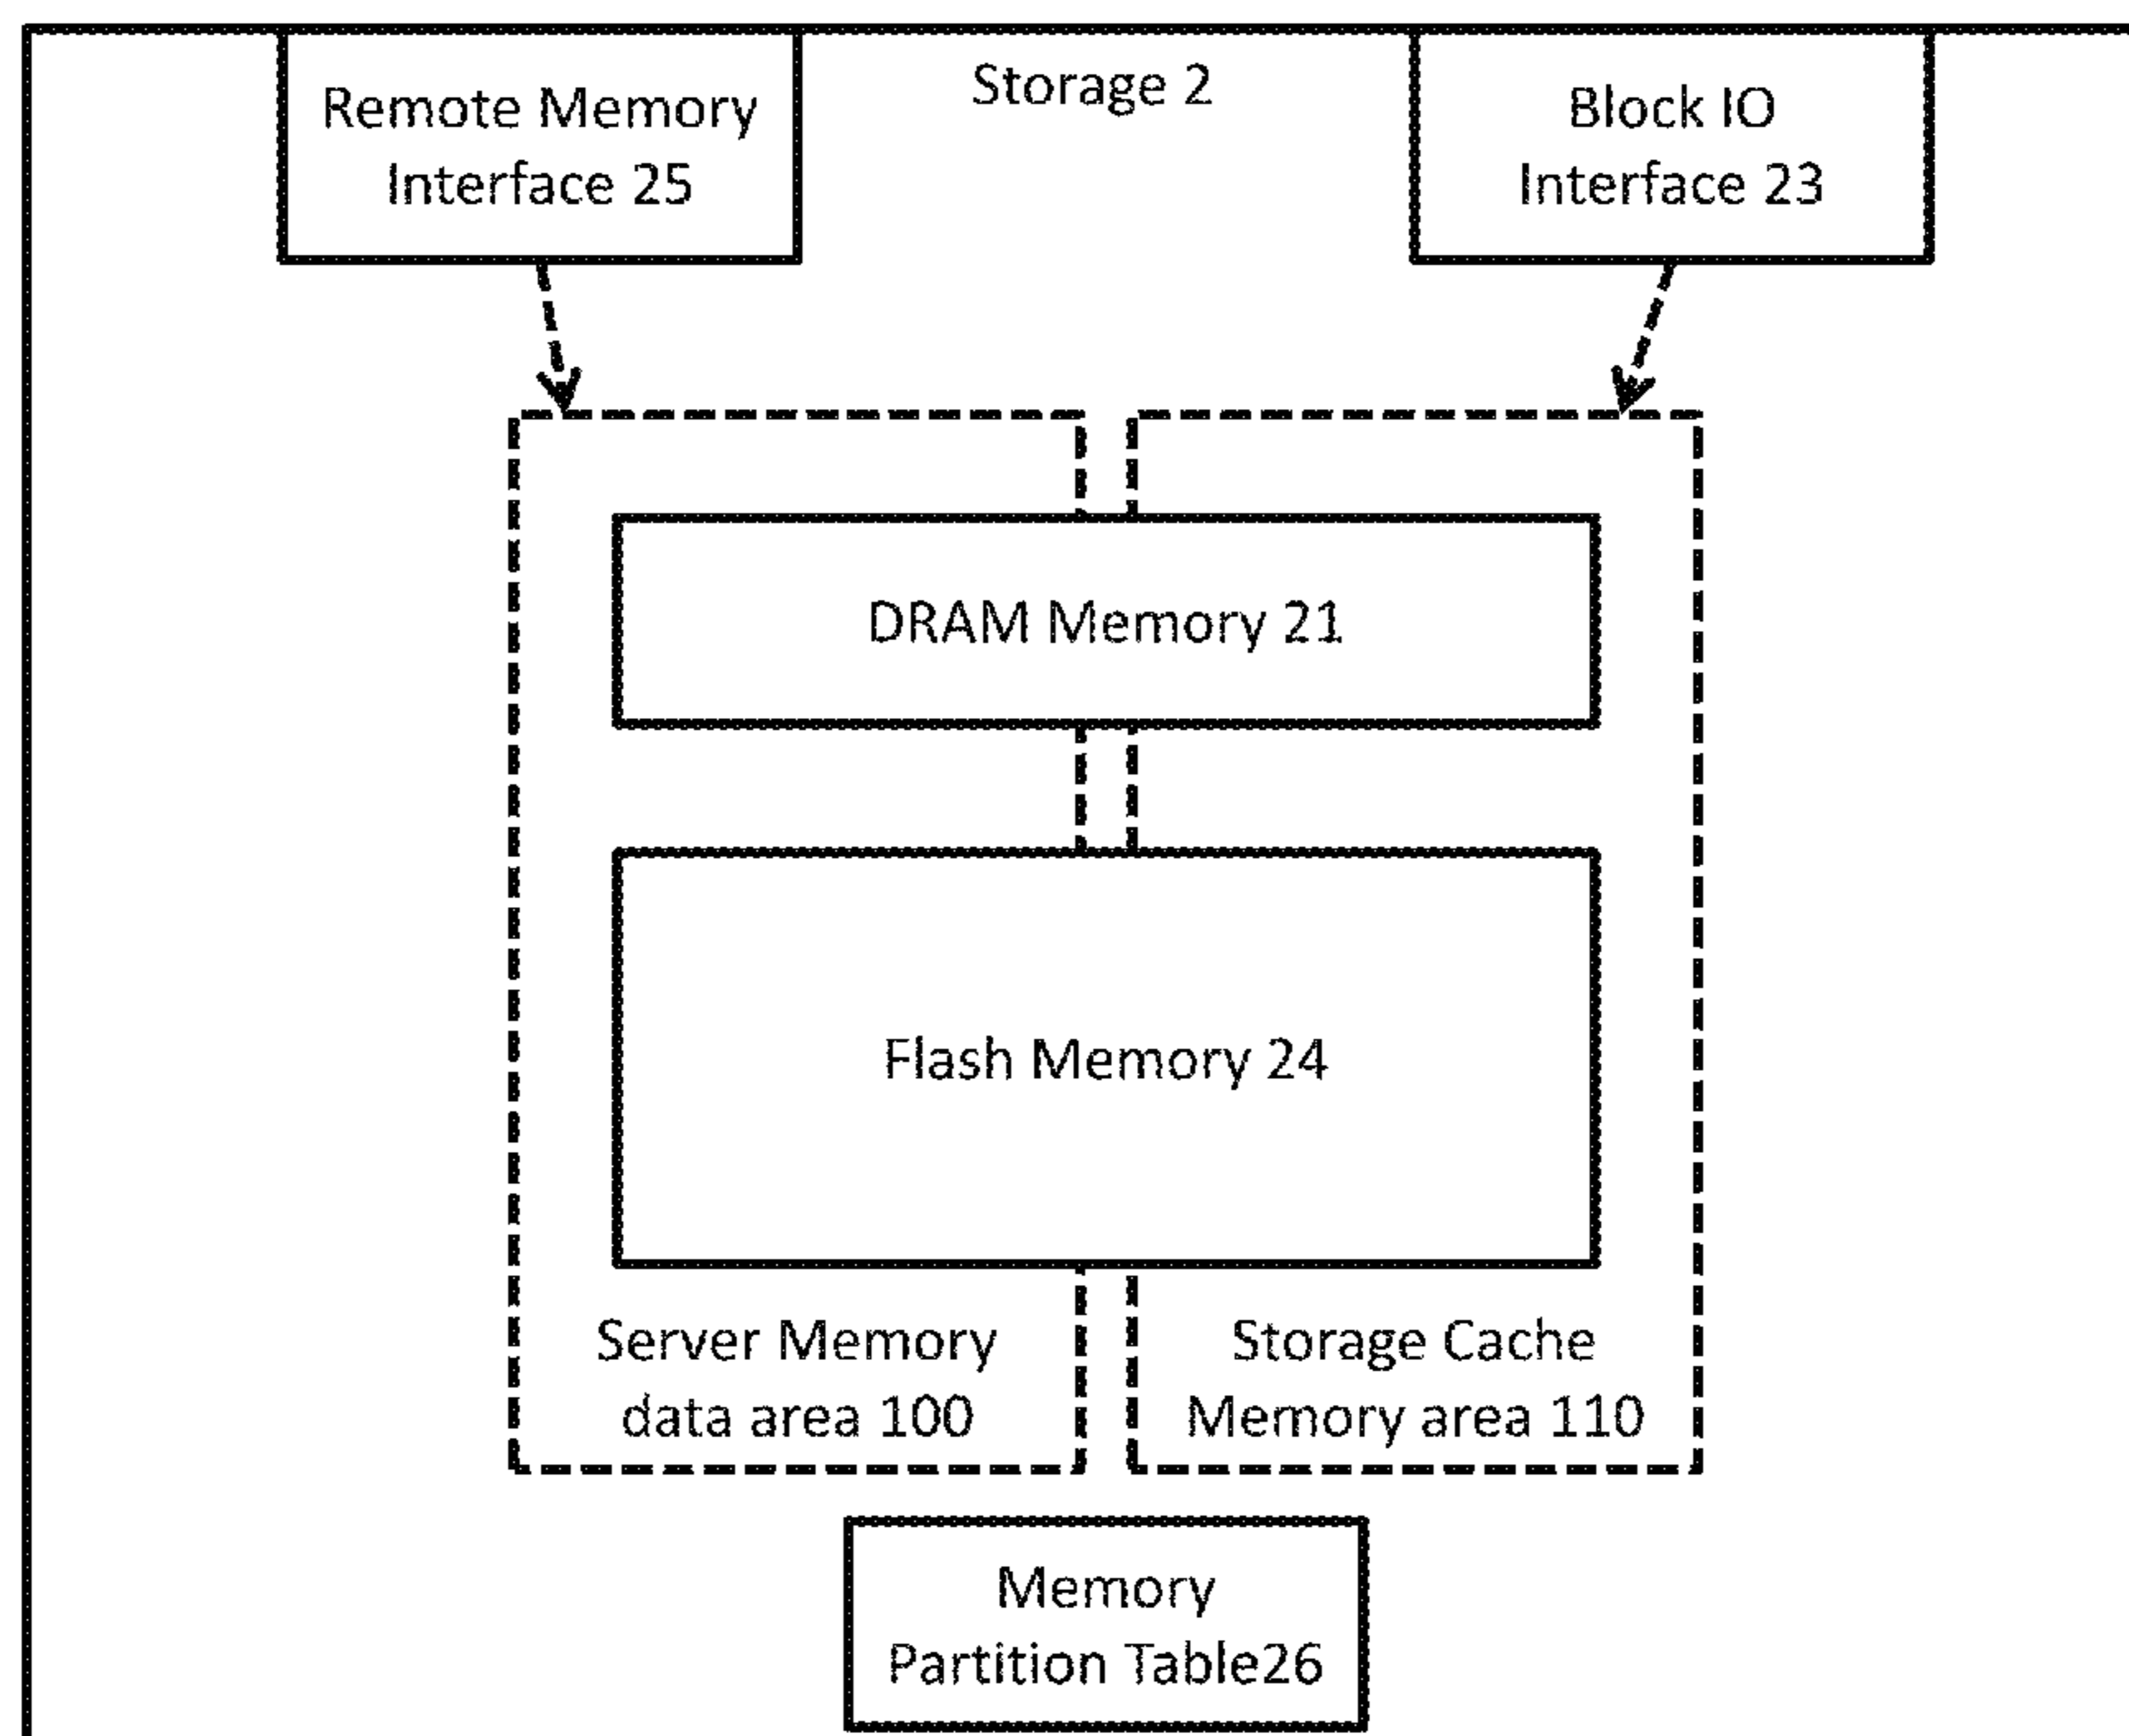 Storage 2
Remote Memory
Interface 25
Block IO
Interface 23
DRAM Memory 21
Flash Memory 24
Server Memory
data area 100
Storage Cache
Memory area 110
Memory
Partition Table26